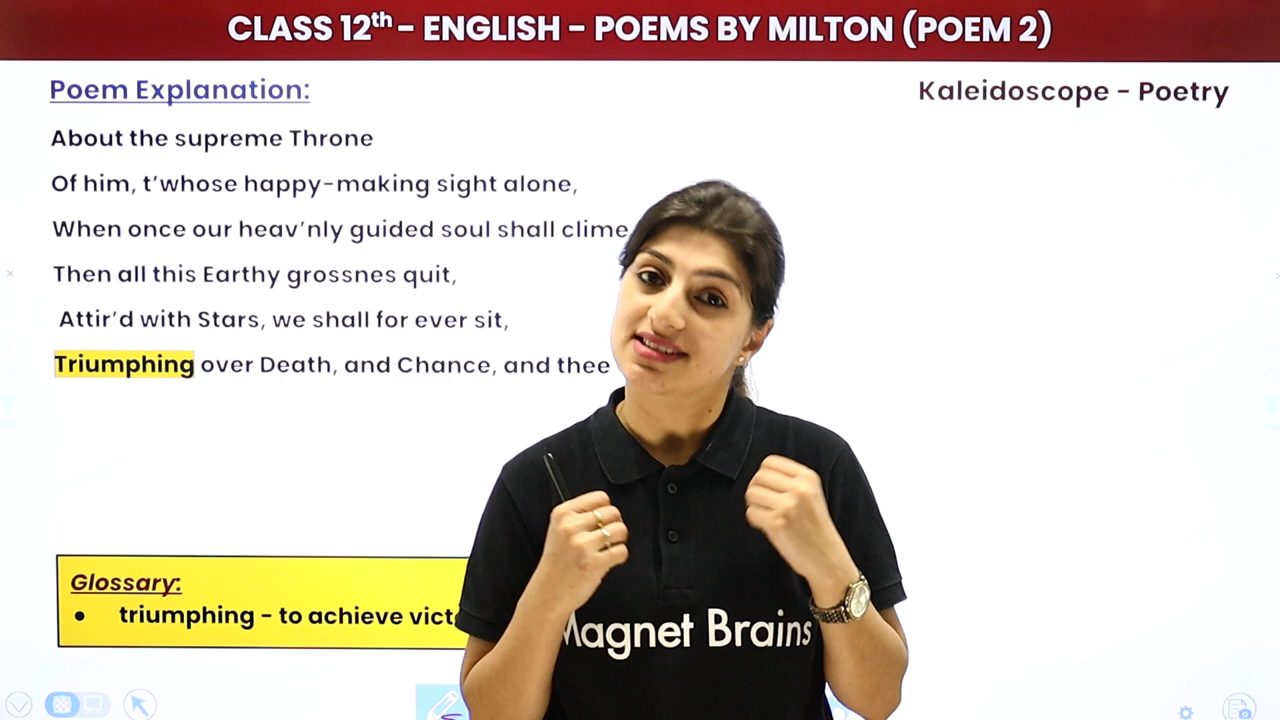 CLASS 12th - ENGLISH - POEMS BY MILTON (POEM 2)
Poem Explanation:
Kaleidoscope - Poetry
About the supreme Throne
Of him, t'whose happy-making sight alone,
When once our heav'nly guided soul shall clime
Then all this Earthy grossnes quit,
Attir'd with Stars, we shall for ever sit,
Triumphing over Death, and Chance, and thee
Glossary:
• triumphing - to achieve
Magnet Brains